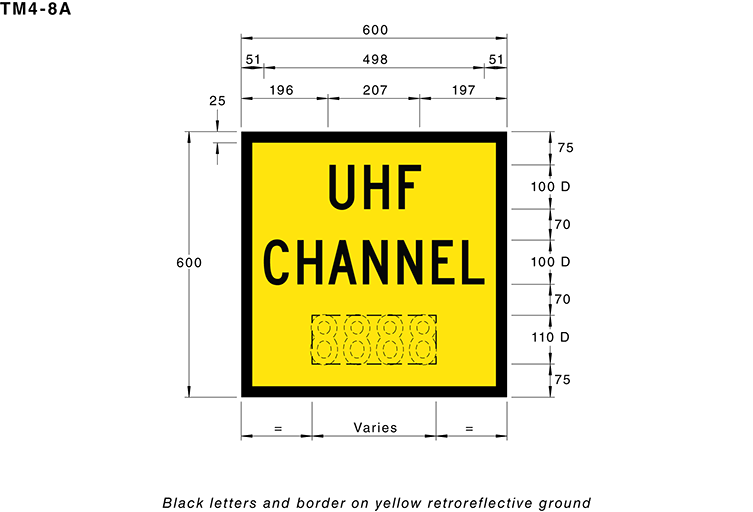 TM4-8A
600
51 498 51
196 207 197
25
75
UHF
100 D
70
600
CHANNEL
100 D
70
8888
110 D
75
= Varies =
Black letters and border on yellow retroreflective ground